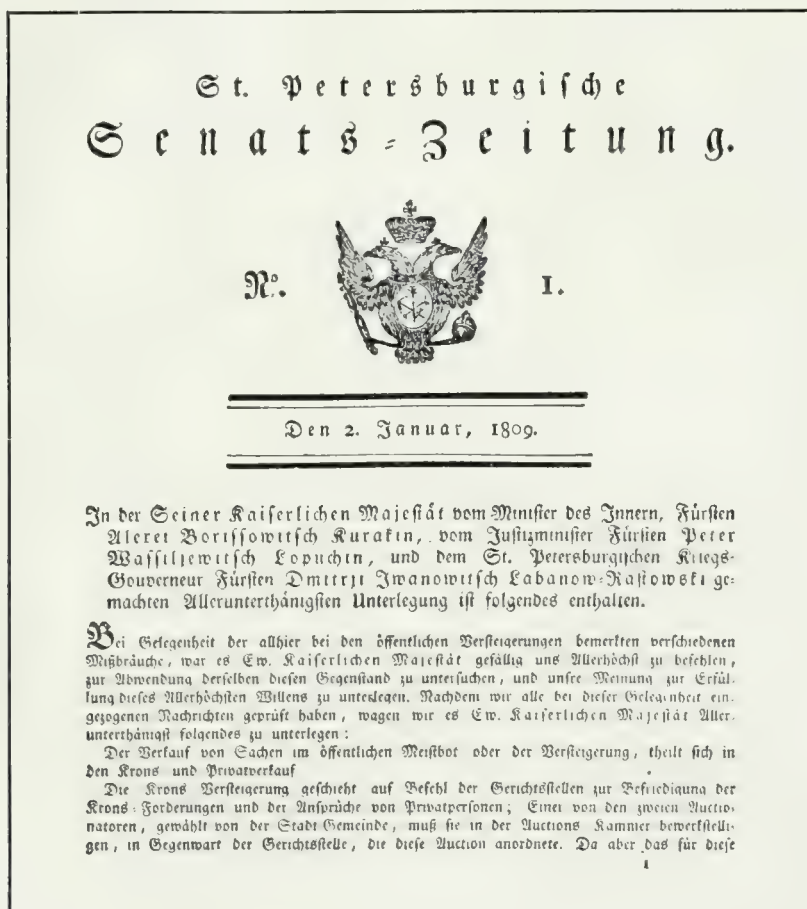 St. Petersburgische
Senats-Zeitung.
No. 1.
Den 2. Januar, 1809.
In der Seiner Kaiserlichen Majestät vom Minister des Innern, Fürsten
Alexei Borissowitsch Kurakin, vom Justizminister Fürsten Peter
Wassiljewitsch Lopuchin, und dem St. Petersburgischen Kriegs-
Gouverneur Fürsten Dmitrji Iwanowitsch Labanow-Rastowski ge-
machten Allerunterthänigsten Unterlegung ist folgendes enthalten.
Bei Gelegenheit der allhier bei den öffentlichen Versteigerungen bemerkten verschiedenen
Mißbräuche, war es Ew. Kaiserlichen Majestät gefällig uns Allerhöchst zu befehlen,
zur Abwendung derselben diesen Gegenstand zu untersuchen, und unsre Meinung zur Erfül-
lung dieses Allerhöchsten Willens zu unterlegen. Nachdem wir alle bei dieser Gelegenheit ein-
gezogenen Nachrichten geprüft haben, wagen wir es Ew. Kaiserlichen Majestät Aller-
unterthänigst folgendes zu unterlegen:
Der Verkauf von Sachen im öffentlichen Meistbot oder der Versteigerung, theilt sich in
den Krons und Privatverkauf
Die Krons Versteigerung geschieht auf Befehl der Gerichtsstellen zur Befriedigung der
Krons-Forderungen und der Ansprüche von Privatpersonen; Einer von den zweien Auctio-
natoren, gewählt von der Stadt Gemeinde, muß sie in der Auctions Kammer bewerkstelli-
gen, in Gegenwart der Gerichtsstelle, die diese Auction anordnete. Da aber das für diese
1